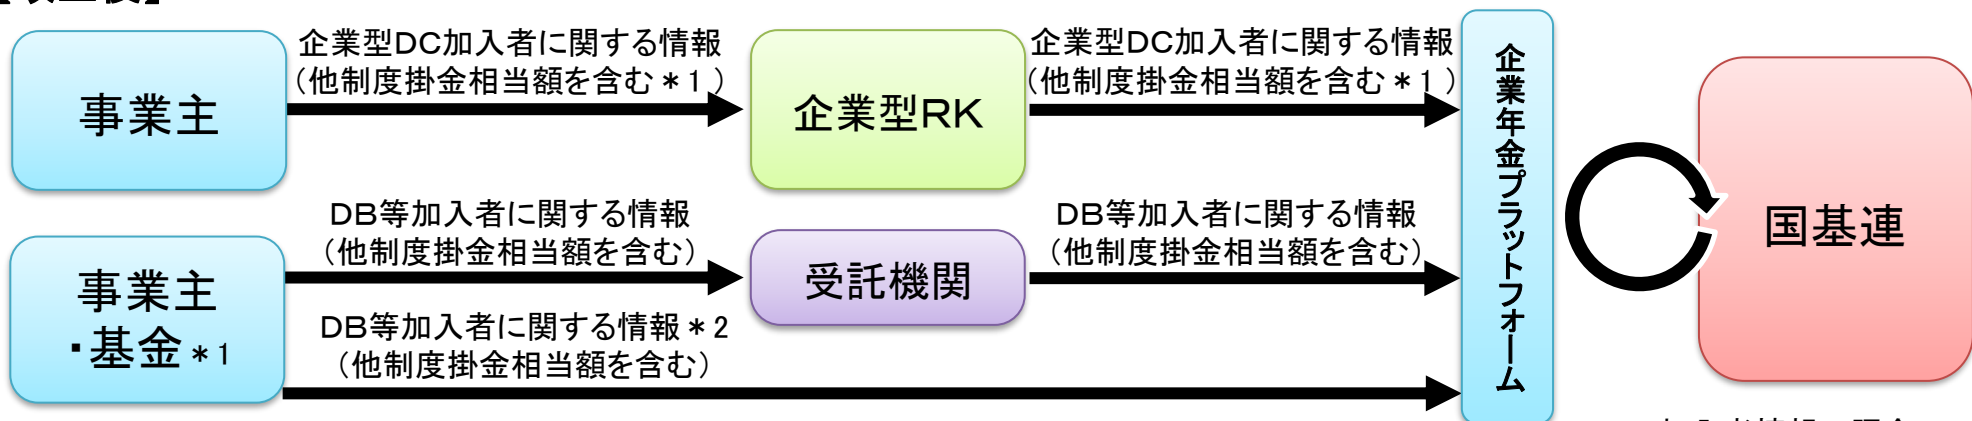 企業型DC加入者に関する情報
（他制度掛金相当額を含む＊1）
企業型DC加入者に関する情報
（他制度掛金相当額を含む＊1）
事業主
企業型RK
企業年金プラットフォーム
国基連
DB等加入者に関する情報
（他制度掛金相当額を含む）
DB等加入者に関する情報
（他制度掛金相当額を含む）
事業主
・基金＊1
受託機関
DB等加入者に関する情報＊2
（他制度掛金相当額を含む）